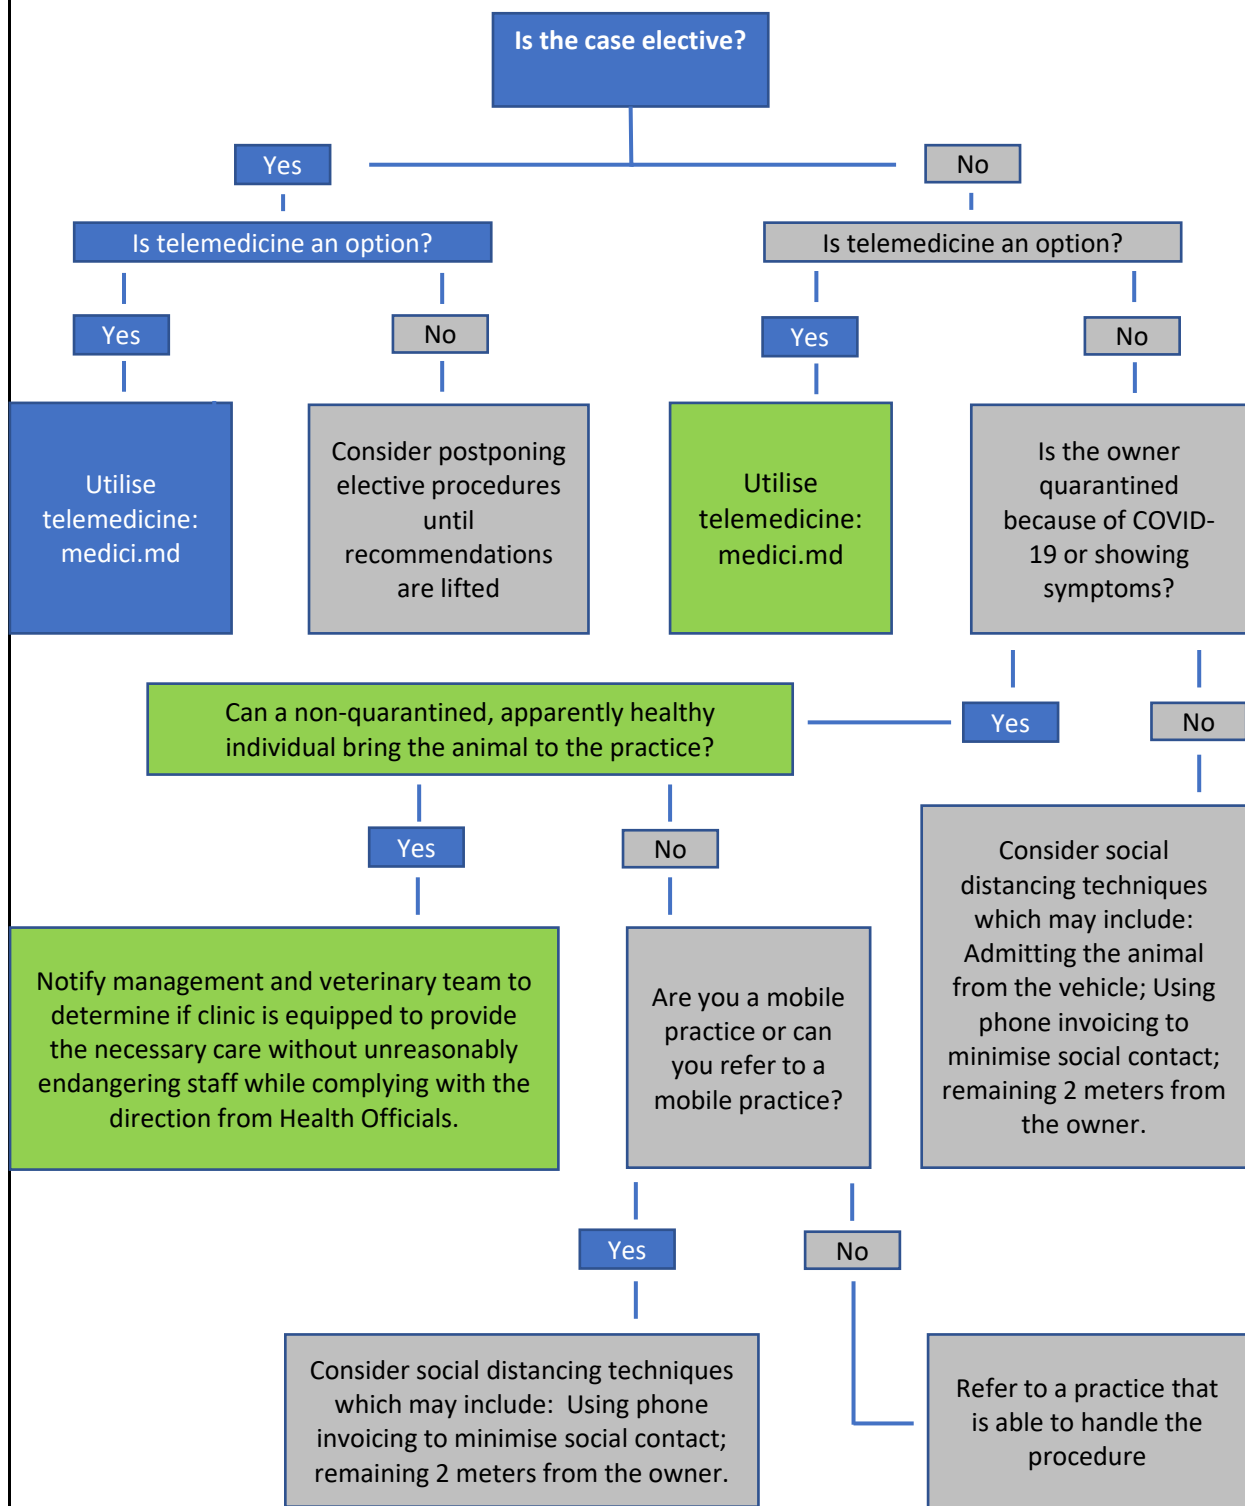 Is the case elective?
Yes
No
Is telemedicine an option?
Is telemedicine an option?
Yes
No
Yes
No
Utilise
telemedicine:
medici.md
Consider postponing
elective procedures
until
recommendations
are lifted
Utilise
telemedicine:
medici.md
Is the owner
quarantined
because of COVID-
19 or showing
symptoms?
Can a non-quarantined, apparently healthy
individual bring the animal to the practice?
Yes
No
Yes
No
Consider social
distancing techniques
which may include:
Admitting the animal
from the vehicle; Using
phone invoicing to
minimise social contact;
remaining 2 meters from
the owner.
Notify management and veterinary team to
determine if clinic is equipped to provide
the necessary care without unreasonably
endangering staff while complying with the
direction from Health Officials.
Are you a mobile
practice or can
you refer to a
mobile practice?
Yes
No
Consider social distancing techniques
which may include:  Using phone
invoicing to minimise social contact;
remaining 2 meters from the owner.
Refer to a practice that
is able to handle the
procedure